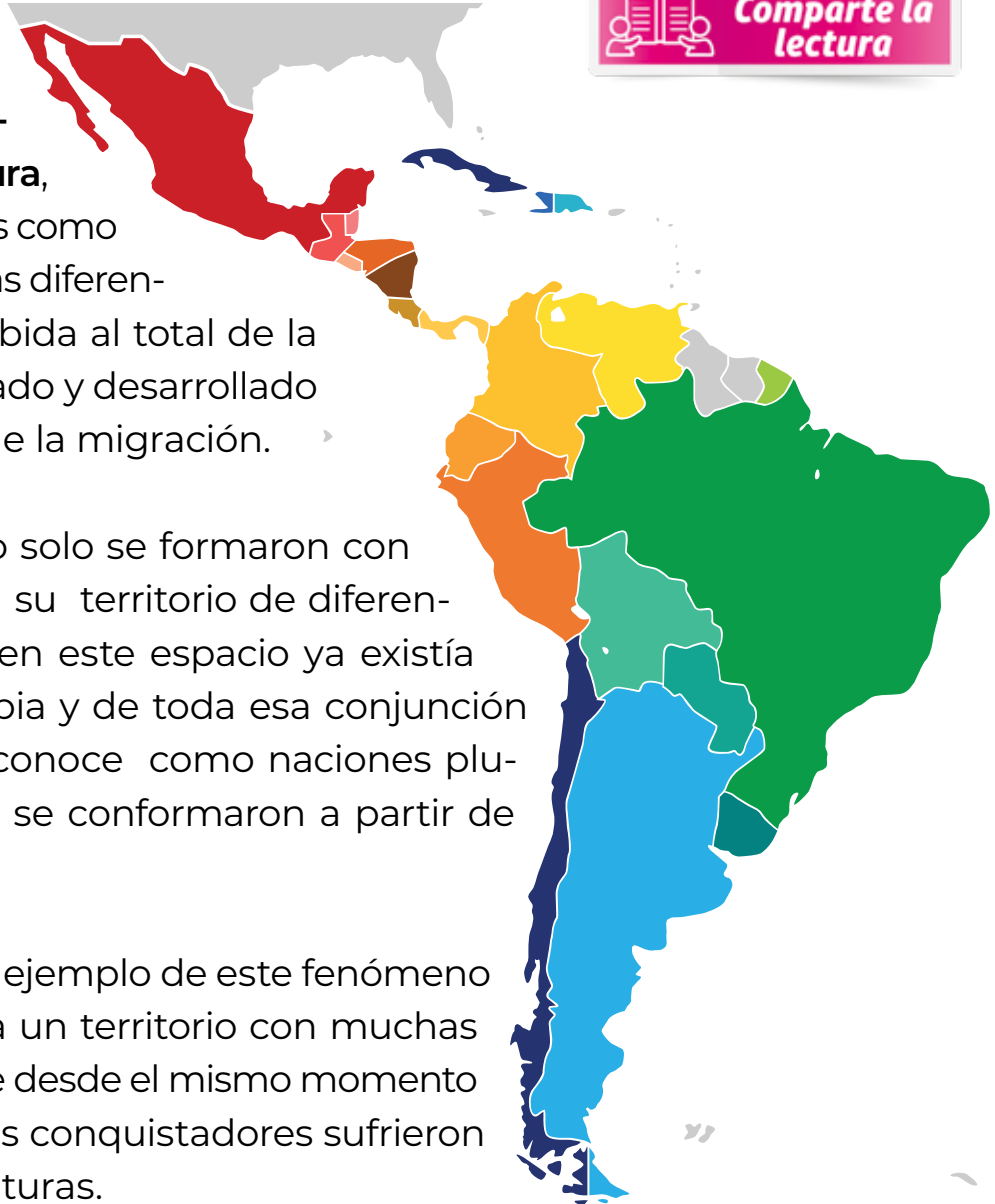 Comparte la
lectura
ura,
s como
as diferen-
bida al total de la
ado y desarrollado
e la migración.
o solo se formaron con
su territorio de diferen-
en este espacio ya existía
pia y de toda esa conjunción
conoce como naciones plu-
se conformaron a partir de
ejemplo de este fenómeno
a un territorio con muchas
e desde el mismo momento
s conquistadores sufrieron
turas.